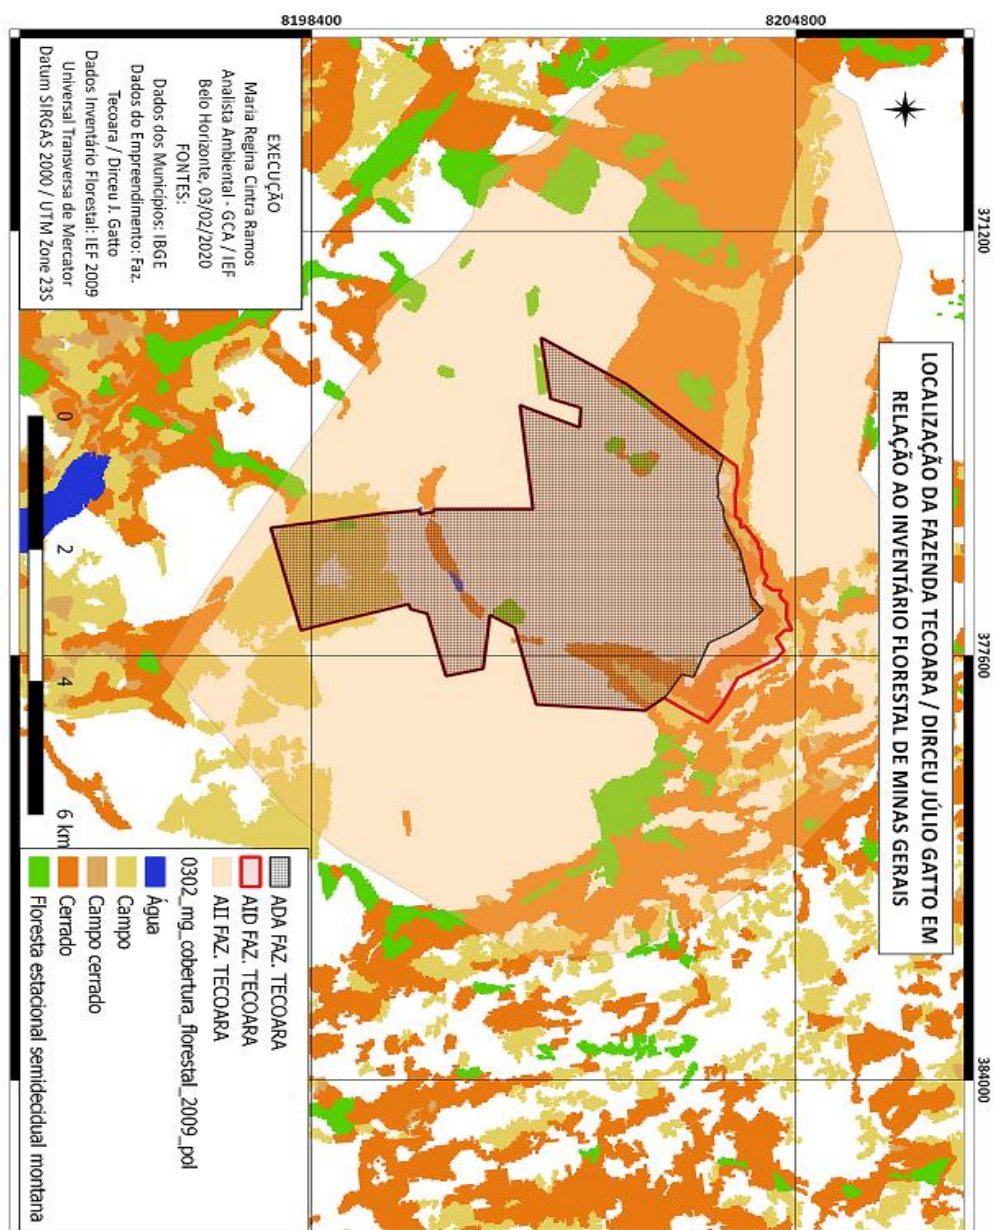 LOCALIZAÇÃO DA FAZENDA TECOARA / DIRCEU JÚLIO GATTO EM
RELAÇÃO AO INVENTÁRIO FLORESTAL DE MINAS GERAIS
371200
377600
384000
8204800
8198400
EXECUÇÃO
Maria Regina Cintra Ramos
Analista Ambiental - GCA / IEF
Belo Horizonte, 03/02/2020
FONTES:
Dados dos Municípios: IBGE
Dados do Empreendimento: Faz.
Tecoara / Dirceu J. Gatto
Dados Inventário Florestal: IEF 2009
Universal Transversa de Mercator
Datum SIRGAS 2000 / UTM Zone 23S
0 2 4 6 km
ADA FAZ. TECOARA
AID FAZ. TECOARA
AII FAZ. TECOARA
0302_mg_cobertura_florestal_2009_pol
Água
Campo
Campo cerrado
Cerrado
Floresta estacional semidecidual montana